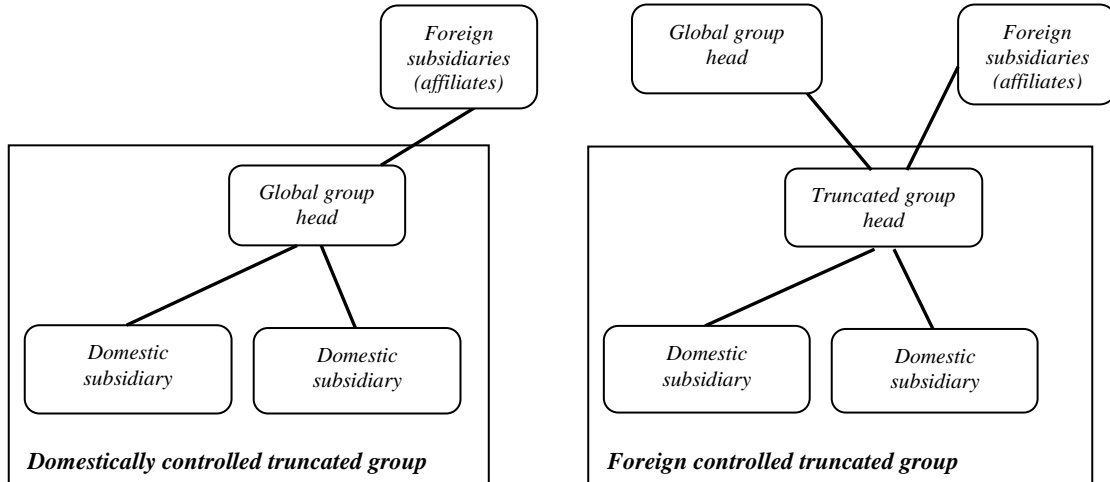 Foreign
subsidiaries
(affiliates)
Global group
head
Domestic
subsidiary
Domestic
subsidiary
Domestically controlled truncated group
Global group
head
Foreign
subsidiaries
(affiliates)
Truncated group
head
Domestic
subsidiary
Domestic
subsidiary
Foreign controlled truncated group